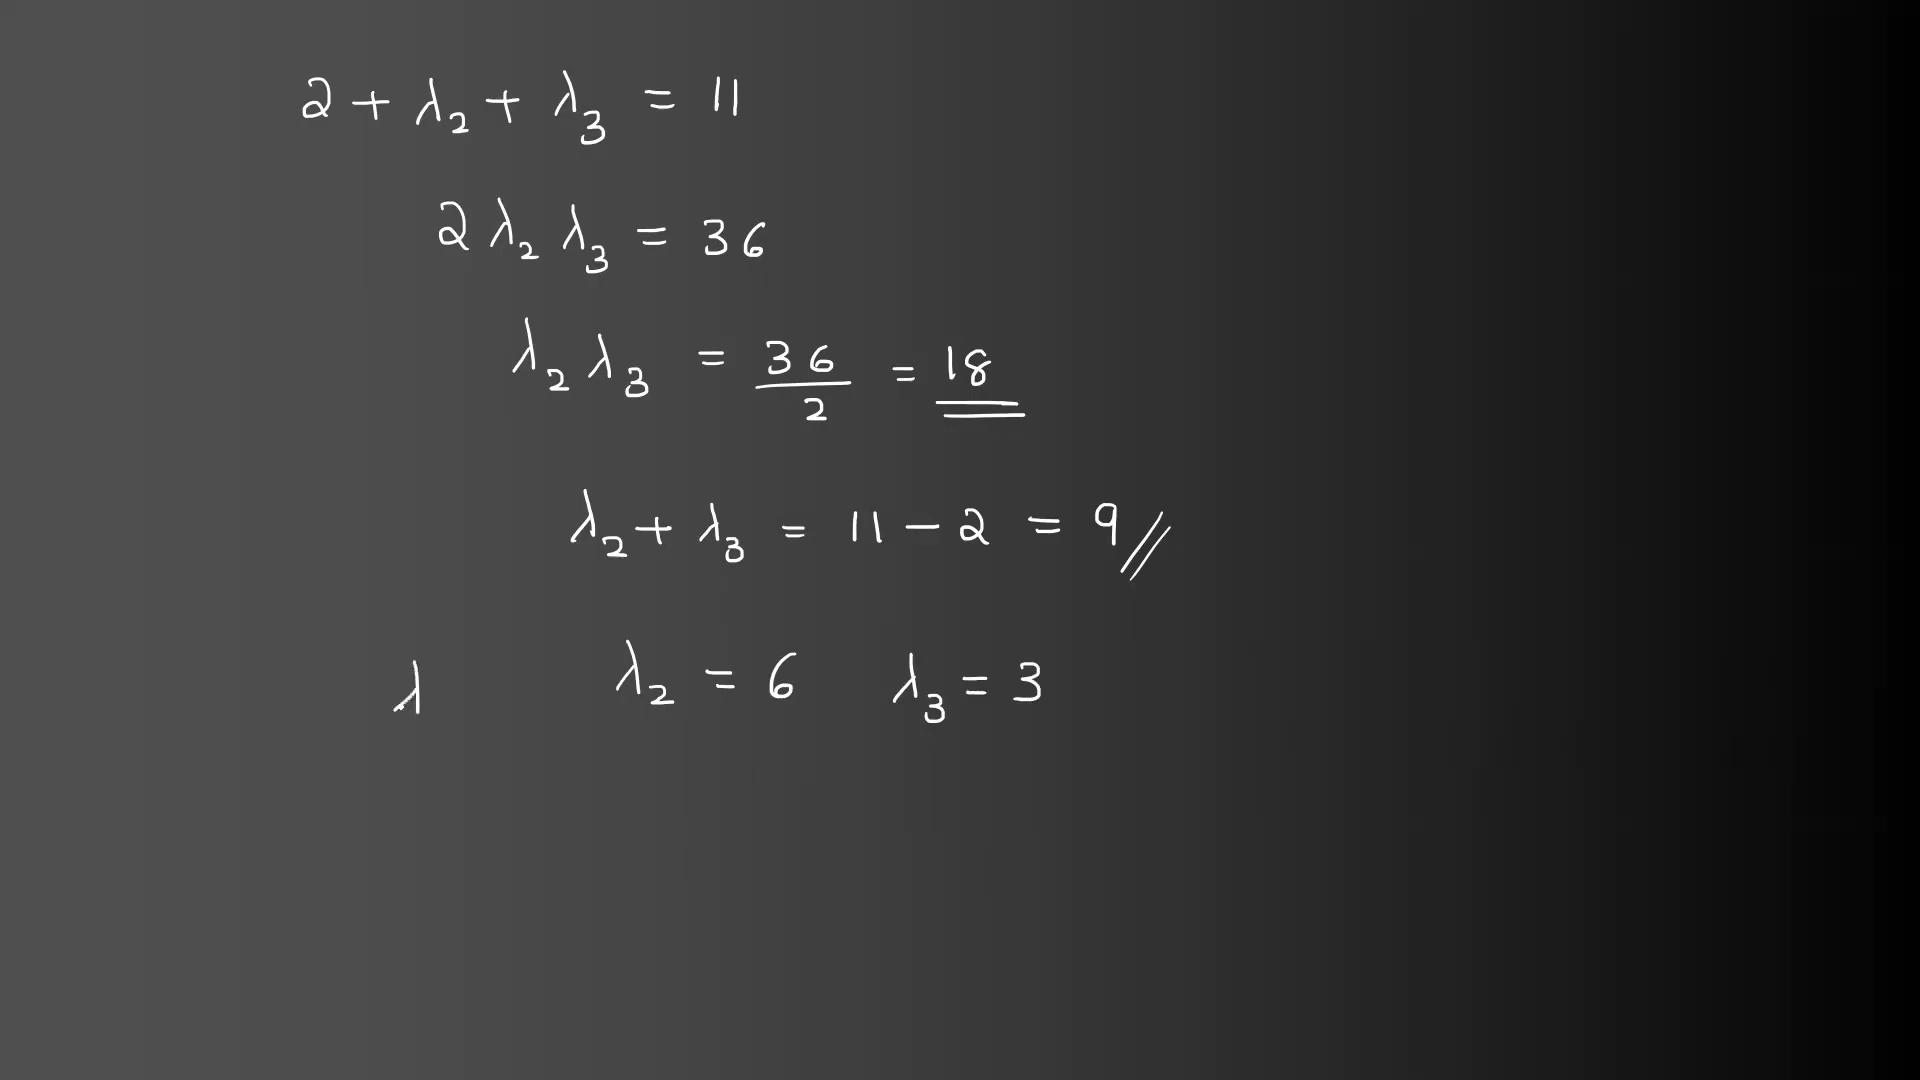 2 + λ₂ + λ₃ = 11
2 λ₂ λ₃ = 36
λ₂ λ₃ = 36/2 = 18
λ₂ + λ₃ = 11 − 2 = 9 //
λ λ₂ = 6 λ₃ = 3